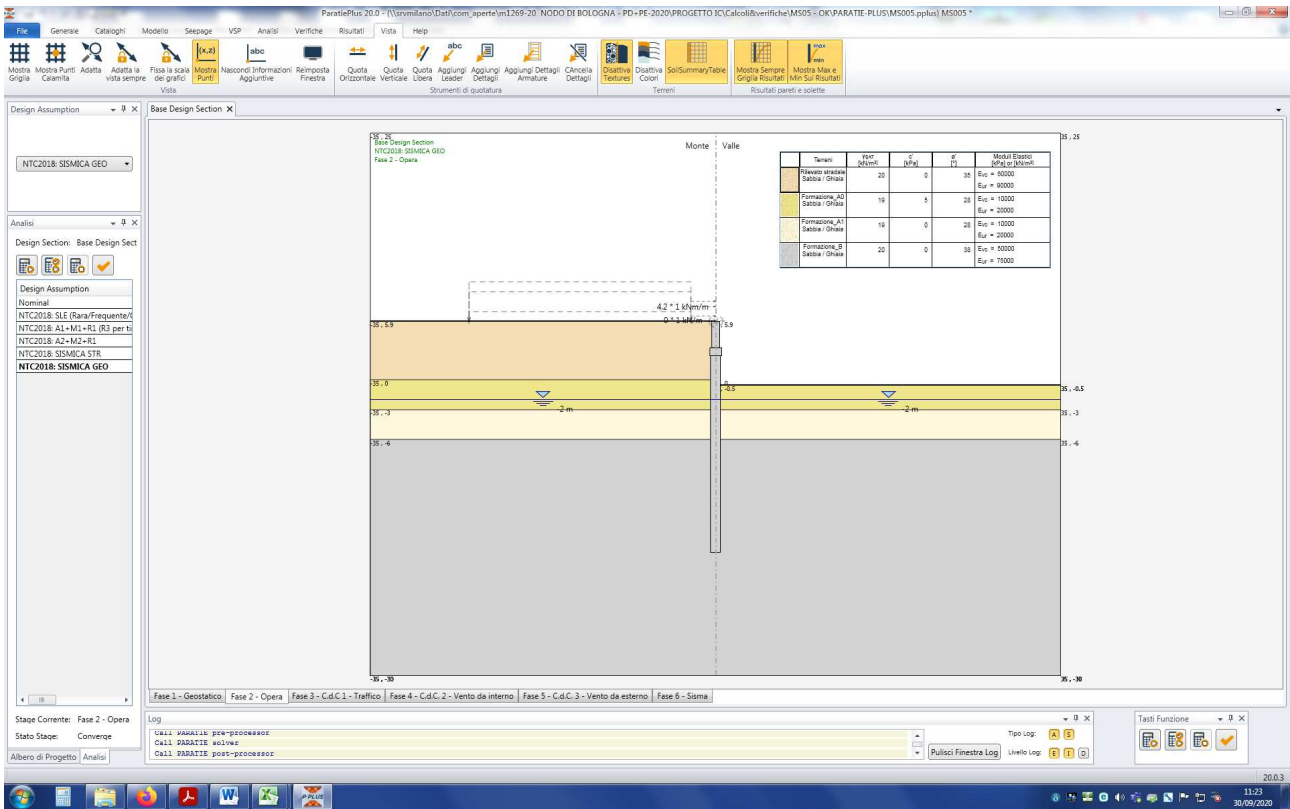 ParatiePlus 20.0 - (\\srvmilano\Dati\com_aperte\m1269-20 NODO DI BOLOGNA - PD+PE-2020\PROGETTO\C\Calcoli&verifiche\MS05 - OK\PARATIE-PLUS\MS005.pplus) MS005 *
File Generale Cataloghi Modello Seepage VSP Analisi Verifiche Risultati Vista Help
Mostra Griglia
Mostra Punti Calamita
Adatta
Adatta la vista sempre
Fissa la scala dei grafici
(x,z)
Mostra Punti
abc
Nascondi Informazioni Aggiuntive
Reimposta Finestra
Quota Orizzontale
Quota Verticale
Quota Libera
abc
Aggiungi Leader
Aggiungi Dettagli
Aggiungi Dettagli Armature
CAncella Dettagli
Disattiva Textures
Disattiva Colori
SoilSummaryTable
Mostra Sempre Griglia Risultati
max
min
Mostra Max e Min Sui Risultati
Vista
Strumenti di quotatura
Terreni
Risultati pareti e solette
Design Assumption
NTC2018: SISMICA GEO
Analisi
Design Section: Base Design Sect
Design Assumption
Nominal
NTC2018: SLE (Rara/Frequente/
NTC2018: A1+M1+R1 (R3 per ti
NTC2018: A2+M2+R1
NTC2018: SISMICA STR
NTC2018: SISMICA GEO
Stage Corrente: Fase 2 - Opera
Stato Stage: Converge
Albero di Progetto Analisi
Base Design Section X
-35 , 25
Base Design Section
NTC2018: SISMICA GEO
Fase 2 - Opera
Monte Valle
35 , 25
Terreni γDRY [kN/m³] c' [kPa] ø' [°] Moduli Elastici [kPa] or [kN/m³]
Rilevato stradale Sabbia / Ghiaia 20 0 35 Evc = 60000
Eur = 80000
Formazione_A0 Sabbia / Ghiaia 19 5 28 Evc = 10000
Eur = 20000
Formazione_A1 Sabbia / Ghiaia 19 0 28 Evc = 10000
Eur = 20000
Formazione_B Sabbia / Ghiaia 20 0 38 Evc = 50000
Eur = 75000
4.2 * 1 kNm/m
0 * 1 kN/m
-35 , 5.9
5.9
-35 , 0
0
-0.5
35 , -0.5
-2 m
-2 m
-35 , -3
35 , -3
-35 , -6
35 , -6
-35 , -30
35 , -30
Fase 1 - Geostatico Fase 2 - Opera Fase 3 - C.d.C 1 - Traffico Fase 4 - C.d.C. 2 - Vento da interno Fase 5 - C.d.C. 3 - Vento da esterno Fase 6 - Sisma
Log
Call PARATIE pre-processor
Call PARATIE solver
Call PARATIE post-processor
Tipo Log: A S
Pulisci Finestra Log
Livello Log: E I D
Tasti Funzione
20.0.3
P PLUS
11:23
30/09/2020